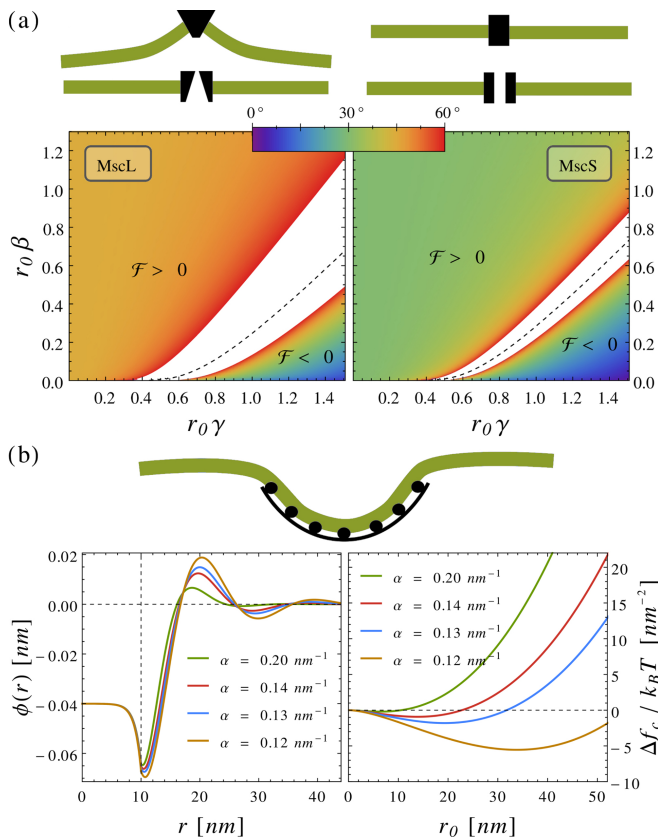 (a)
0° 30° 60°
MscL
MscS
ℱ > 0
ℱ < 0
ℱ > 0
ℱ < 0
r₀ β
0.0
0.2
0.4
0.6
0.8
1.0
1.2
0.2 0.4 0.6 0.8 1.0 1.2 1.4
r₀ γ
0.2 0.4 0.6 0.8 1.0 1.2 1.4
r₀ γ
0.0
0.2
0.4
0.6
0.8
1.0
1.2
r₀ β
(b)
ϕ(r) [nm]
0.02
0.00
−0.02
−0.04
−0.06
α = 0.20 nm⁻¹
α = 0.14 nm⁻¹
α = 0.13 nm⁻¹
α = 0.12 nm⁻¹
0 10 20 30 40
r [nm]
α = 0.20 nm⁻¹
α = 0.14 nm⁻¹
α = 0.13 nm⁻¹
α = 0.12 nm⁻¹
0 10 20 30 40 50
r₀ [nm]
20
15
10
5
0
−5
−10
Δf_c / k_B T [nm⁻²]